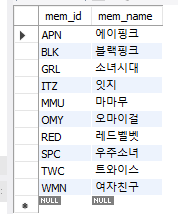 mem_id mem_name
APN 에이핑크
BLK 블랙핑크
GRL 소녀시대
ITZ 잇지
MMU 마마무
OMY 오마이걸
RED 레드벨벳
SPC 우주소녀
TWC 트와이스
WMN 여자친구
NULL NULL